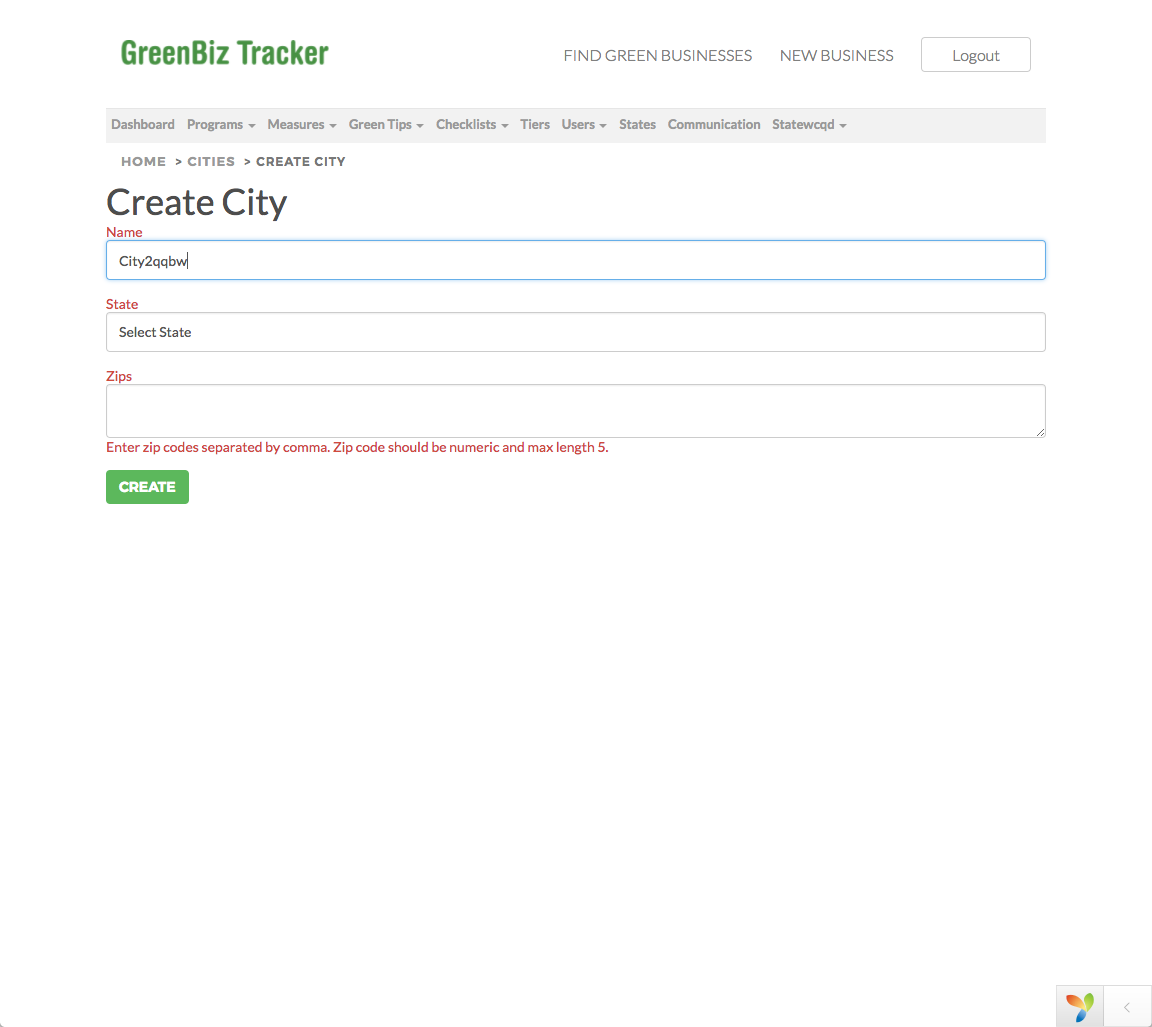 GreenBiz Tracker
FIND GREEN BUSINESSES NEW BUSINESS Logout
Dashboard Programs Measures Green Tips Checklists Tiers Users States Communication Statewcqd
HOME > CITIES > CREATE CITY
Create City
Name
City2qqbw
State
Select State
Zips
Enter zip codes separated by comma. Zip code should be numeric and max length 5.
CREATE